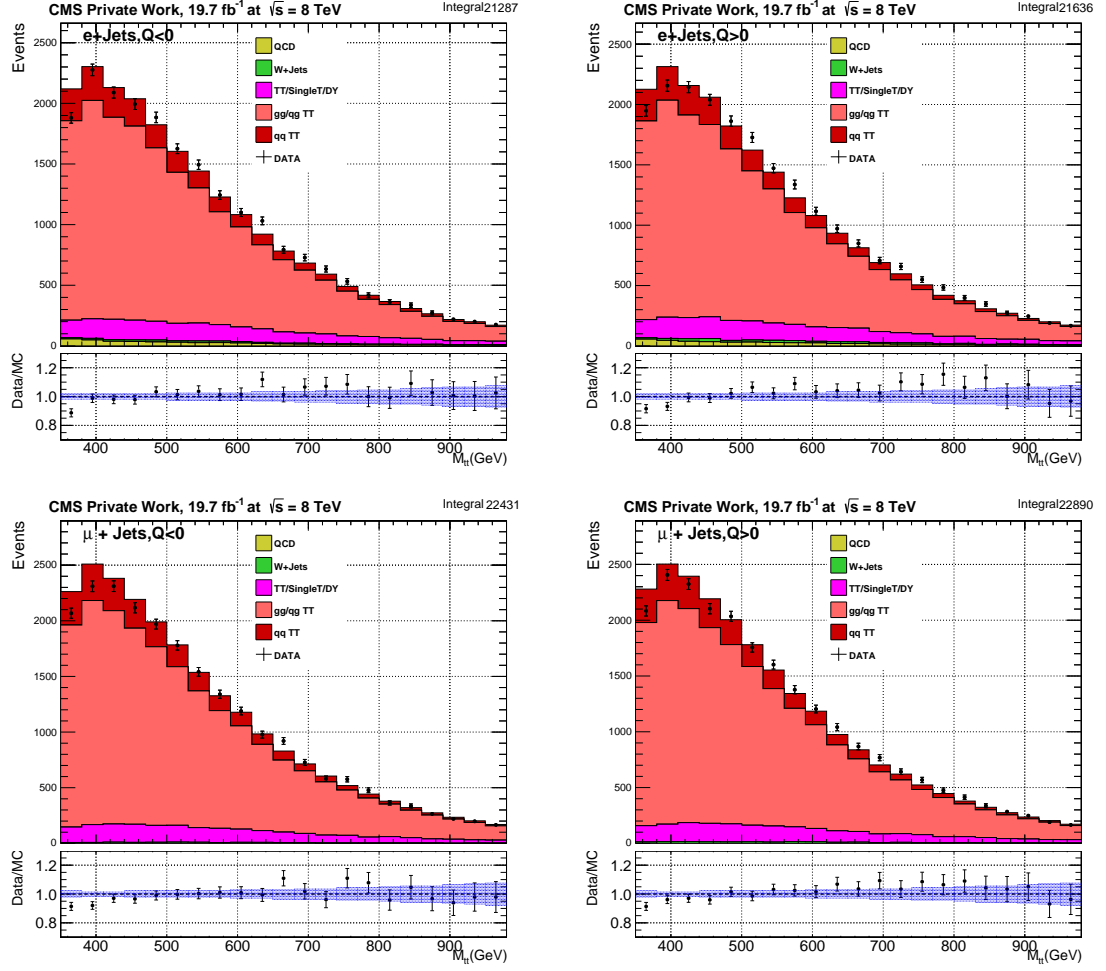 CMS Private Work, 19.7 fb⁻¹ at √s = 8 TeV Integral21287
Events
e+Jets,Q<0
2500
2000
1500
1000
500
0
QCD
W+Jets
TT/SingleT/DY
gg/qg TT
qq TT
DATA
Data/MC
1.2
1.0
0.8
400 500 600 700 800 900
M_tt(GeV)
CMS Private Work, 19.7 fb⁻¹ at √s = 8 TeV Integral21636
Events
e+Jets,Q>0
2500
2000
1500
1000
500
0
QCD
W+Jets
TT/SingleT/DY
gg/qg TT
qq TT
DATA
Data/MC
1.2
1.0
0.8
400 500 600 700 800 900
M_tt(GeV)
CMS Private Work, 19.7 fb⁻¹ at √s = 8 TeV Integral 22431
Events
μ + Jets,Q<0
2500
2000
1500
1000
500
0
QCD
W+Jets
TT/SingleT/DY
gg/qg TT
qq TT
DATA
Data/MC
1.2
1.0
0.8
400 500 600 700 800 900
M_tt(GeV)
CMS Private Work, 19.7 fb⁻¹ at √s = 8 TeV Integral22890
Events
μ + Jets,Q>0
2500
2000
1500
1000
500
0
QCD
W+Jets
TT/SingleT/DY
gg/qg TT
qq TT
DATA
Data/MC
1.2
1.0
0.8
400 500 600 700 800 900
M_tt(GeV)